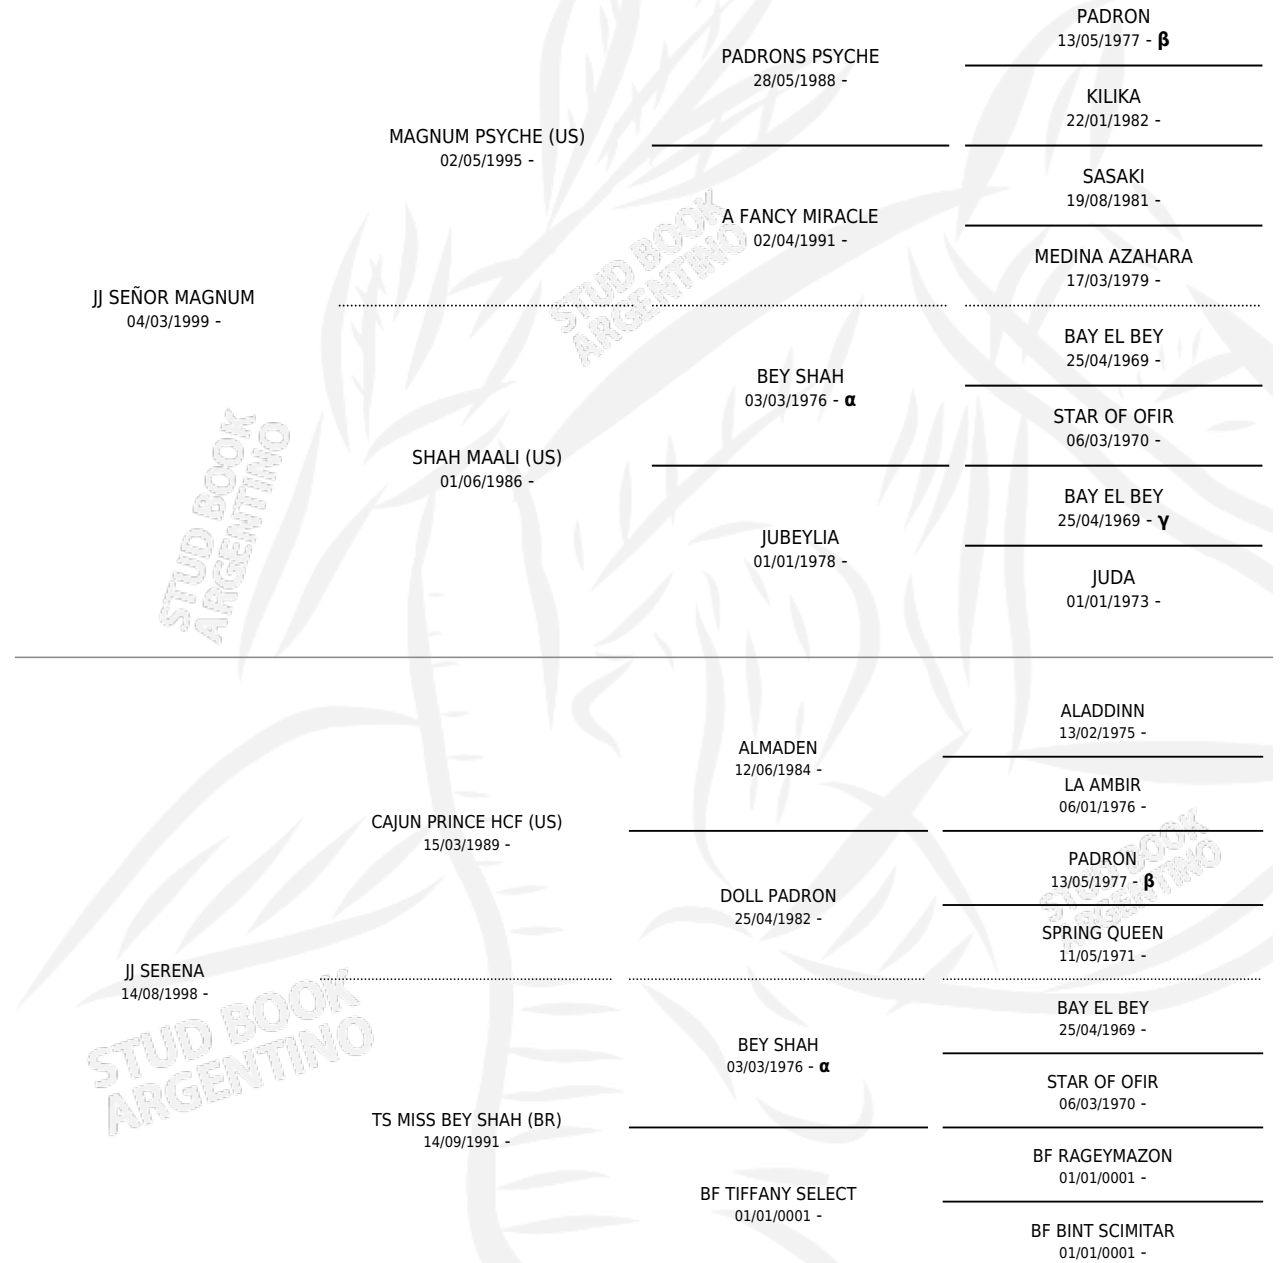 PADRON
13/05/1977 - β
PADRONS PSYCHE
28/05/1988 -
KILIKA
22/01/1982 -
MAGNUM PSYCHE (US)
02/05/1995 -
SASAKI
19/08/1981 -
A FANCY MIRACLE
02/04/1991 -
MEDINA AZAHARA
17/03/1979 -
JJ SEÑOR MAGNUM
04/03/1999 -
BAY EL BEY
25/04/1969 -
BEY SHAH
03/03/1976 - α
STAR OF OFIR
06/03/1970 -
SHAH MAALI (US)
01/06/1986 -
BAY EL BEY
25/04/1969 - γ
JUBEYLIA
01/01/1978 -
JUDA
01/01/1973 -
ALADDINN
13/02/1975 -
ALMADEN
12/06/1984 -
LA AMBIR
06/01/1976 -
CAJUN PRINCE HCF (US)
15/03/1989 -
PADRON
13/05/1977 - β
DOLL PADRON
25/04/1982 -
SPRING QUEEN
11/05/1971 -
JJ SERENA
14/08/1998 -
BAY EL BEY
25/04/1969 -
BEY SHAH
03/03/1976 - α
STAR OF OFIR
06/03/1970 -
TS MISS BEY SHAH (BR)
14/09/1991 -
BF RAGEYMAZON
01/01/0001 -
BF TIFFANY SELECT
01/01/0001 -
BF BINT SCIMITAR
01/01/0001 -
STUD BOOK
ARGENTINO
STUD BOOK
ARGENTINO
STUD BOOK
ARGENTINO
STUD BOOK
ARGENTINO